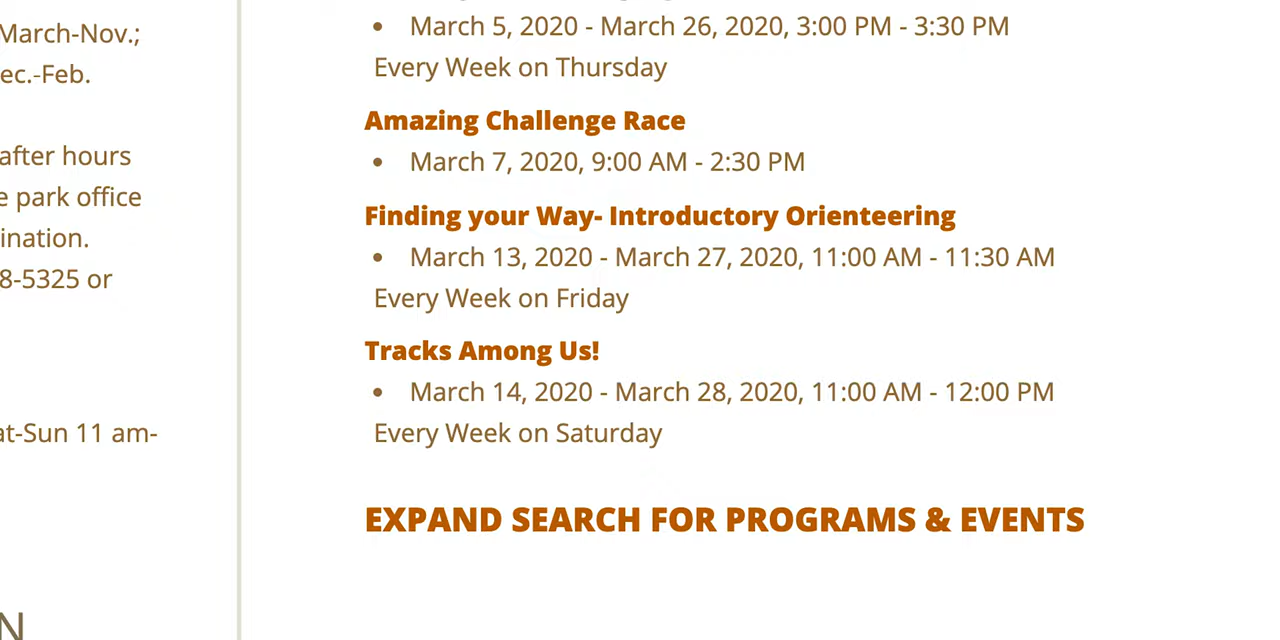 March-Nov.;
ec.-Feb.
after hours
e park office
ination.
8-5325 or
at-Sun 11 am-
N
• March 5, 2020 - March 26, 2020, 3:00 PM - 3:30 PM
Every Week on Thursday
Amazing Challenge Race
• March 7, 2020, 9:00 AM - 2:30 PM
Finding your Way- Introductory Orienteering
• March 13, 2020 - March 27, 2020, 11:00 AM - 11:30 AM
Every Week on Friday
Tracks Among Us!
• March 14, 2020 - March 28, 2020, 11:00 AM - 12:00 PM
Every Week on Saturday
EXPAND SEARCH FOR PROGRAMS & EVENTS